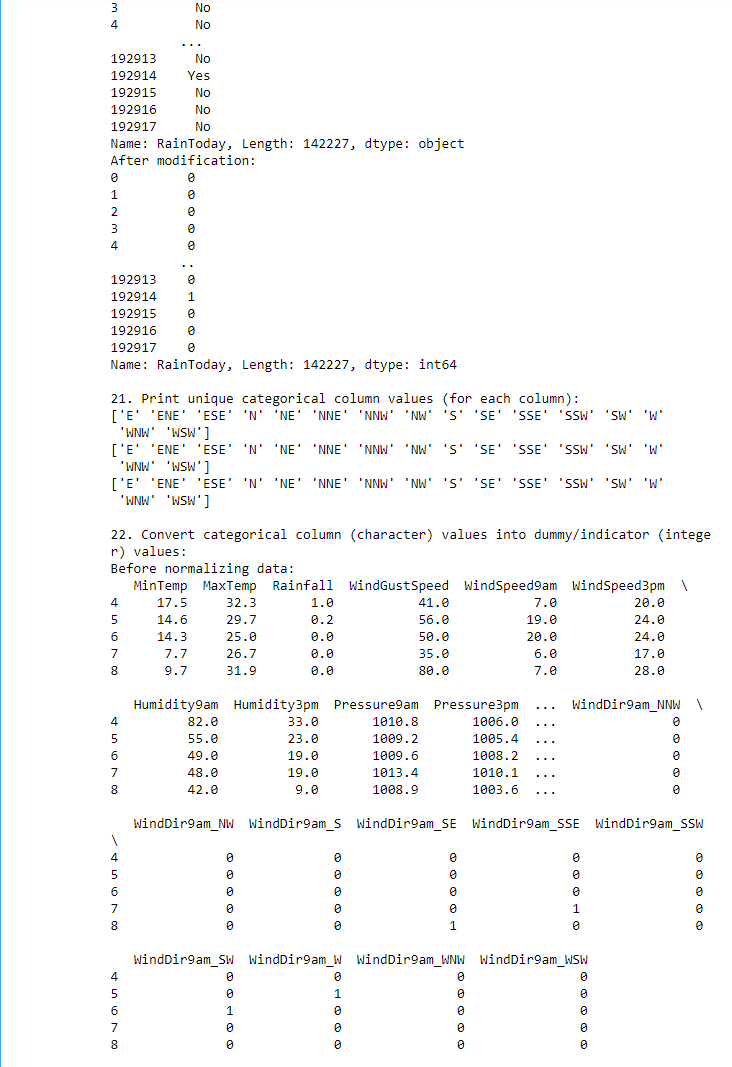 3          No
4          No
         ...
192913     No
192914    Yes
192915     No
192916     No
192917     No
Name: RainToday, Length: 142227, dtype: object
After modification:
0         0
1         0
2         0
3         0
4         0
         ..
192913    0
192914    1
192915    0
192916    0
192917    0
Name: RainToday, Length: 142227, dtype: int64
21. Print unique categorical column values (for each column):
['E' 'ENE' 'ESE' 'N' 'NE' 'NNE' 'NNW' 'NW' 'S' 'SE' 'SSE' 'SSW' 'SW' 'W'
 'WNW' 'WSW']
['E' 'ENE' 'ESE' 'N' 'NE' 'NNE' 'NNW' 'NW' 'S' 'SE' 'SSE' 'SSW' 'SW' 'W'
 'WNW' 'WSW']
['E' 'ENE' 'ESE' 'N' 'NE' 'NNE' 'NNW' 'NW' 'S' 'SE' 'SSE' 'SSW' 'SW' 'W'
 'WNW' 'WSW']
22. Convert categorical column (character) values into dummy/indicator (intege
r) values:
Before normalizing data:
   MinTemp  MaxTemp  Rainfall  WindGustSpeed  WindSpeed9am  WindSpeed3pm  \
4     17.5     32.3       1.0           41.0           7.0          20.0
5     14.6     29.7       0.2           56.0          19.0          24.0
6     14.3     25.0       0.0           50.0          20.0          24.0
7      7.7     26.7       0.0           35.0           6.0          17.0
8      9.7     31.9       0.0           80.0           7.0          28.0
   Humidity9am  Humidity3pm  Pressure9am  Pressure3pm  ...  WindDir9am_NNW  \
4         82.0         33.0       1010.8       1006.0  ...               0
5         55.0         23.0       1009.2       1005.4  ...               0
6         49.0         19.0       1009.6       1008.2  ...               0
7         48.0         19.0       1013.4       1010.1  ...               0
8         42.0          9.0       1008.9       1003.6  ...               0
   WindDir9am_NW  WindDir9am_S  WindDir9am_SE  WindDir9am_SSE  WindDir9am_SSW
\
4              0             0              0               0               0
5              0             0              0               0               0
6              0             0              0               0               0
7              0             0              0               1               0
8              0             0              1               0               0
   WindDir9am_SW  WindDir9am_W  WindDir9am_WNW  WindDir9am_WSW
4              0             0               0               0
5              0             1               0               0
6              1             0               0               0
7              0             0               0               0
8              0             0               0               0